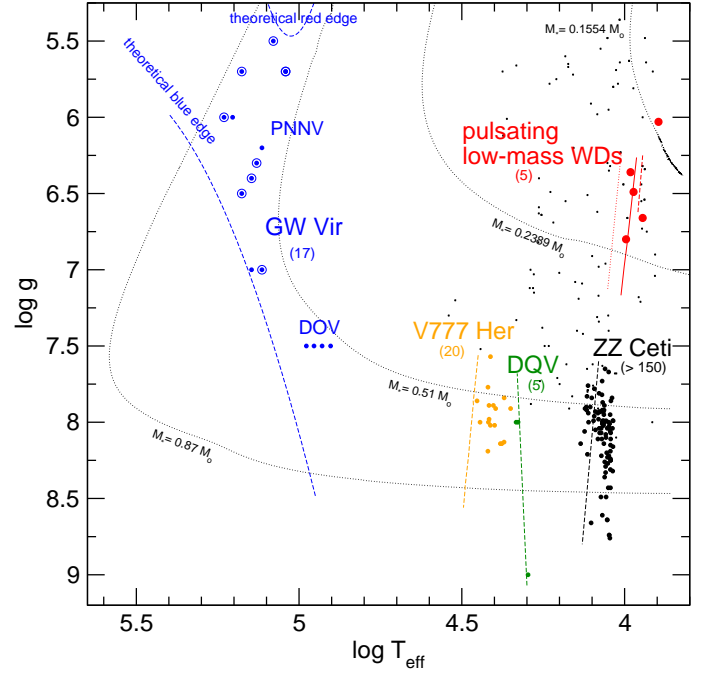 theoretical red edge
M* = 0.1554 Mo
theoretical blue edge
PNNV
pulsating
low-mass WDs
(5)
GW Vir
(17)
M* = 0.2389 Mo
DOV
V777 Her
(20)
DQV
(5)
ZZ Ceti
(> 150)
M* = 0.51 Mo
M* = 0.87 Mo
5.5
6
6.5
7
7.5
8
8.5
9
log g
5.5
5
4.5
4
log Teff